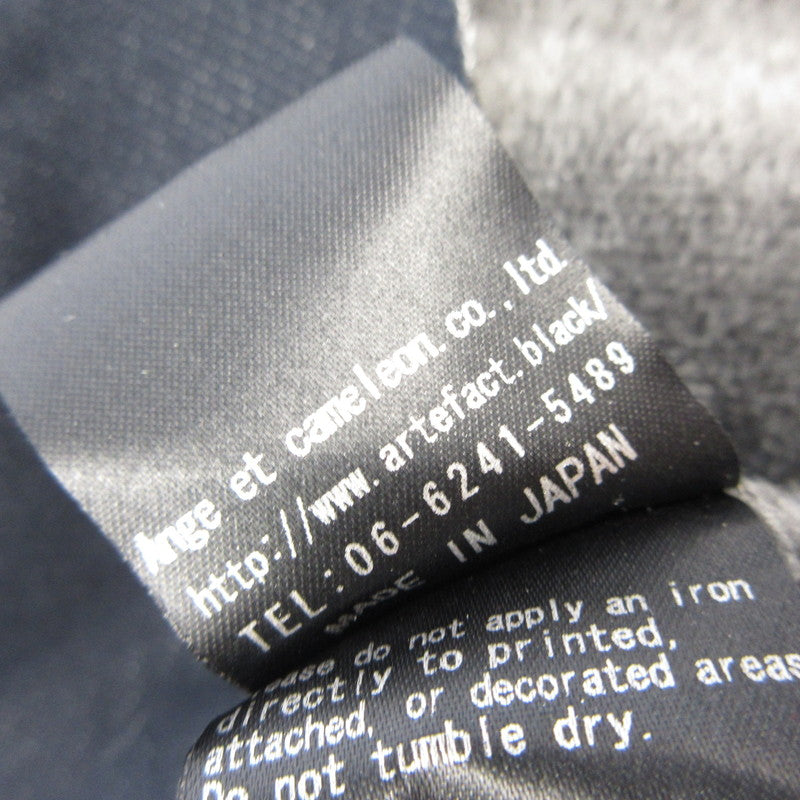 Ange et cameleon.co.,ltd.
http://www.artefact.black/
TEL:06-6241-5489
MADE IN JAPAN
do not apply an iron
directly to printed,
attached, or decorated areas
Do not tumble dry.